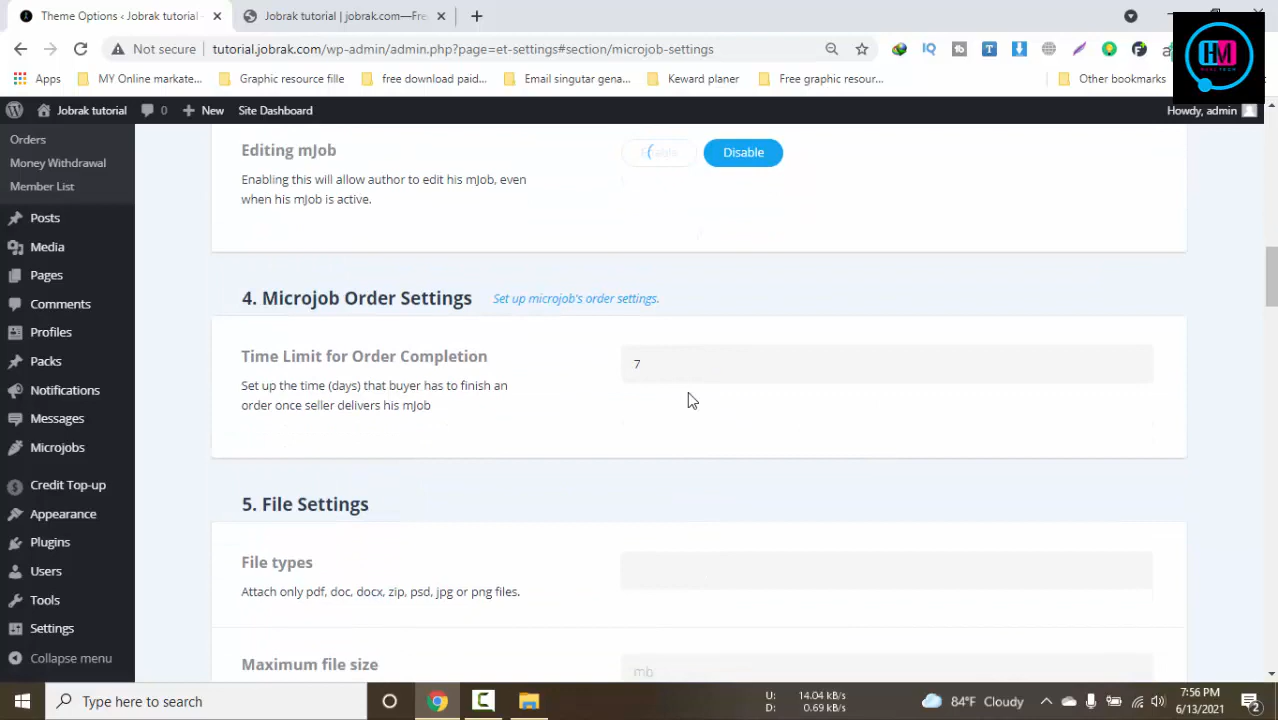 Theme Options ‹ Jobrak tutorial
Jobrak tutorial | jobrak.com—Fre
Not secure
tutorial.jobrak.com/wp-admin/admin.php?page=et-settings#section/microjob-settings
Apps
MY Online markate...
Graphic resource file
free download paid...
Email singutar gena...
Keward planer
Free graphic resour...
Other bookmarks
HM
Jobrak tutorial
0
New
Site Dashboard
Howdy, admin
Orders
Money Withdrawal
Member List
Posts
Media
Pages
Comments
Profiles
Packs
Notifications
Messages
Microjobs
Credit Top-up
Appearance
Plugins
Users
Tools
Settings
Collapse menu
Editing mJob
Enable
Disable
Enabling this will allow author to edit his mJob, even
when his mJob is active.
4. Microjob Order Settings
Set up microjob's order settings.
Time Limit for Order Completion
7
Set up the time (days) that buyer has to finish an
order once seller delivers his mJob
5. File Settings
File types
Attach only pdf, doc, docx, zip, psd, jpg or png files.
Maximum file size
mb
Type here to search
U:
14.04 kB/s
D:
0.69 kB/s
84°F Cloudy
7:56 PM
6/13/2021
2